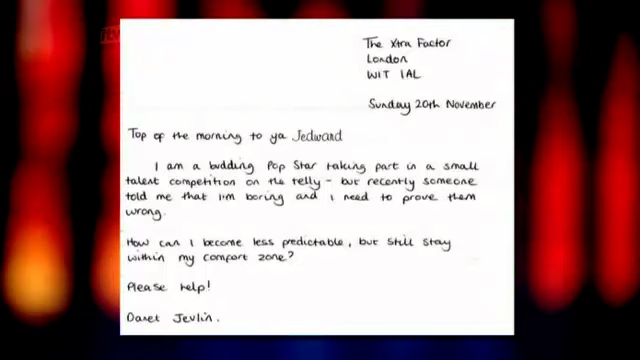 The Xtra Factor
London
W1T 1AL
Sunday 20th November
Top of the morning to ya Jedward
I am a budding Pop Star taking part in a small
talent competition on the telly - but recently someone
told me that I'm boring and I need to prove them
wrong.
How can I become less predictable, but still stay
within my comfort zone?
Please help!
Daret Jevlin.